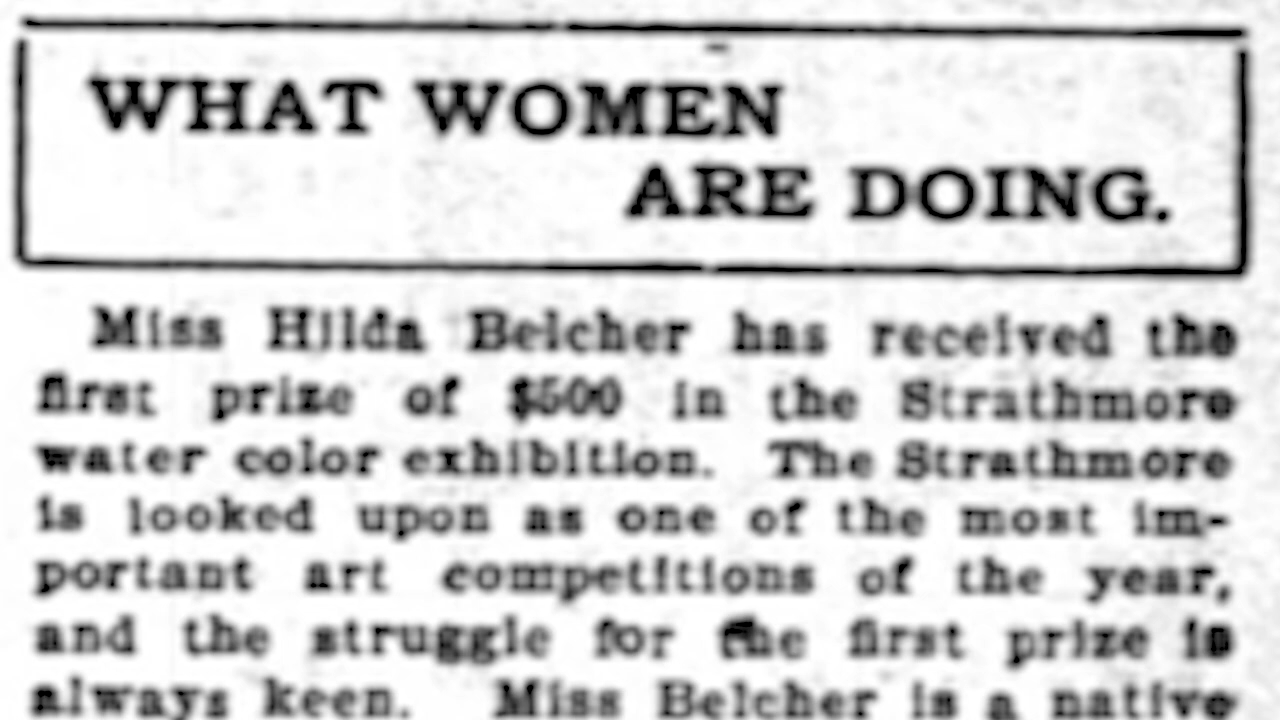 WHAT WOMEN
ARE DOING.
Miss Hilda Belcher has received the
first prize of $500 in the Strathmore
water color exhibition. The Strathmore
is looked upon as one of the most im-
portant art competitions of the year,
and the struggle for the first prize is
always keen. Miss Belcher is a native